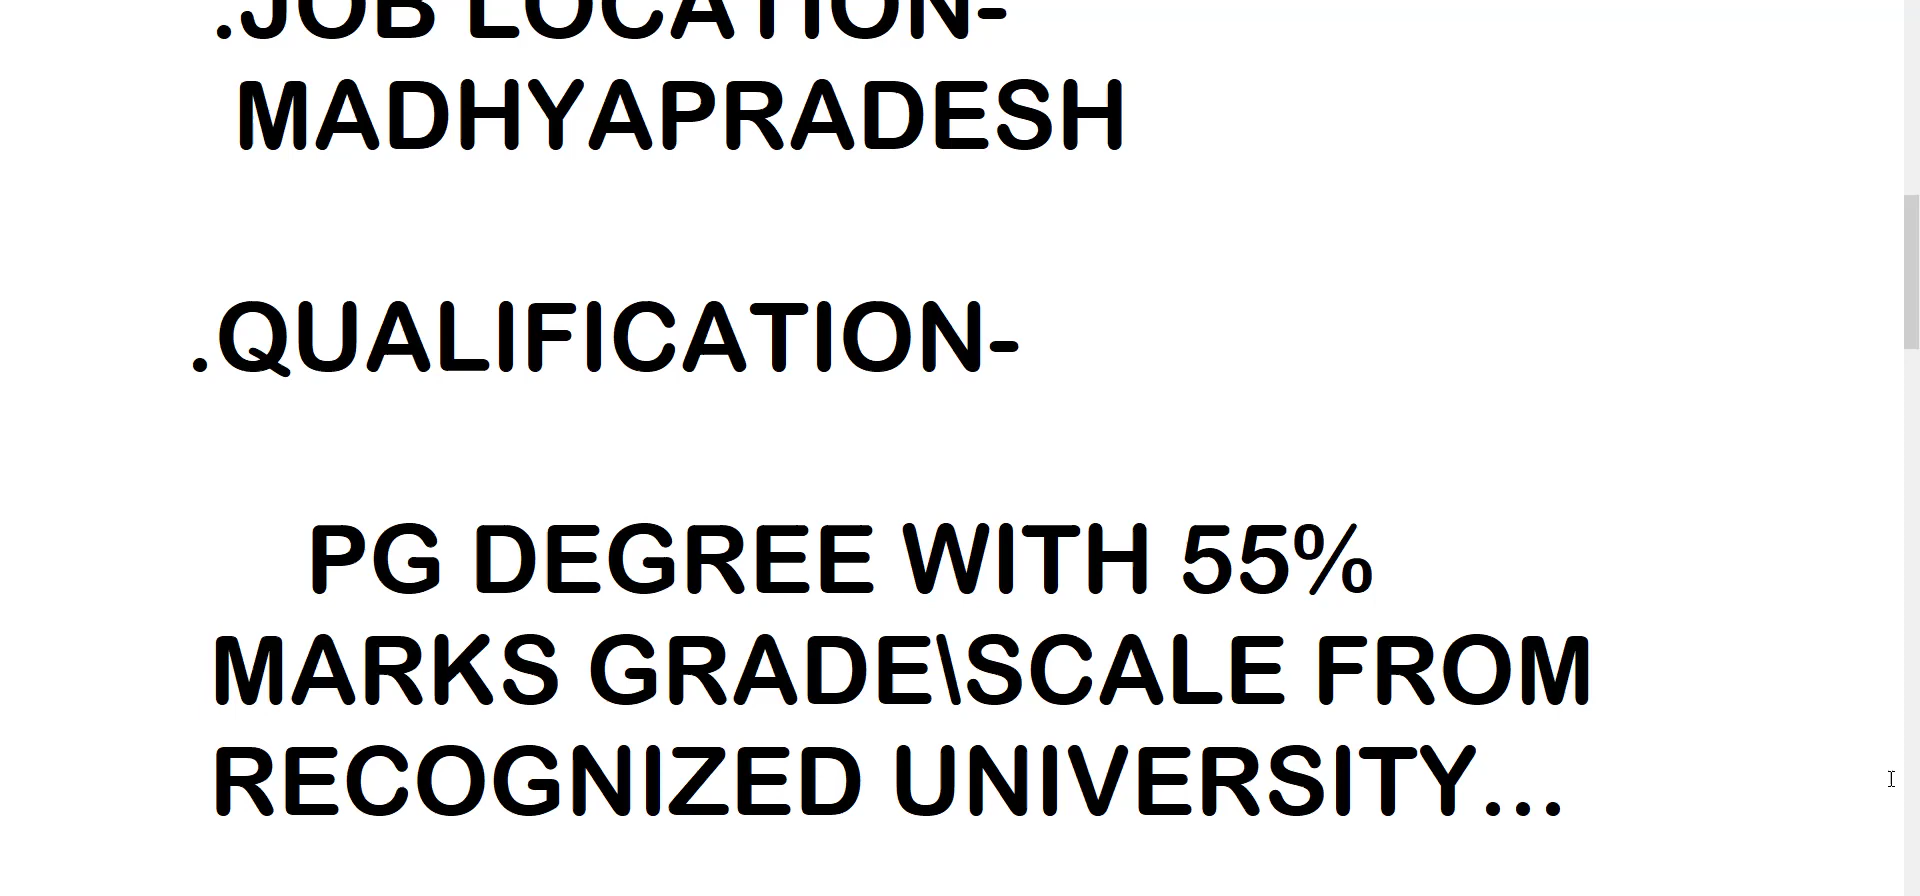 .JOB LOCATION-
MADHYAPRADESH
.QUALIFICATION-
PG DEGREE WITH 55%
MARKS GRADE\SCALE FROM
RECOGNIZED UNIVERSITY...